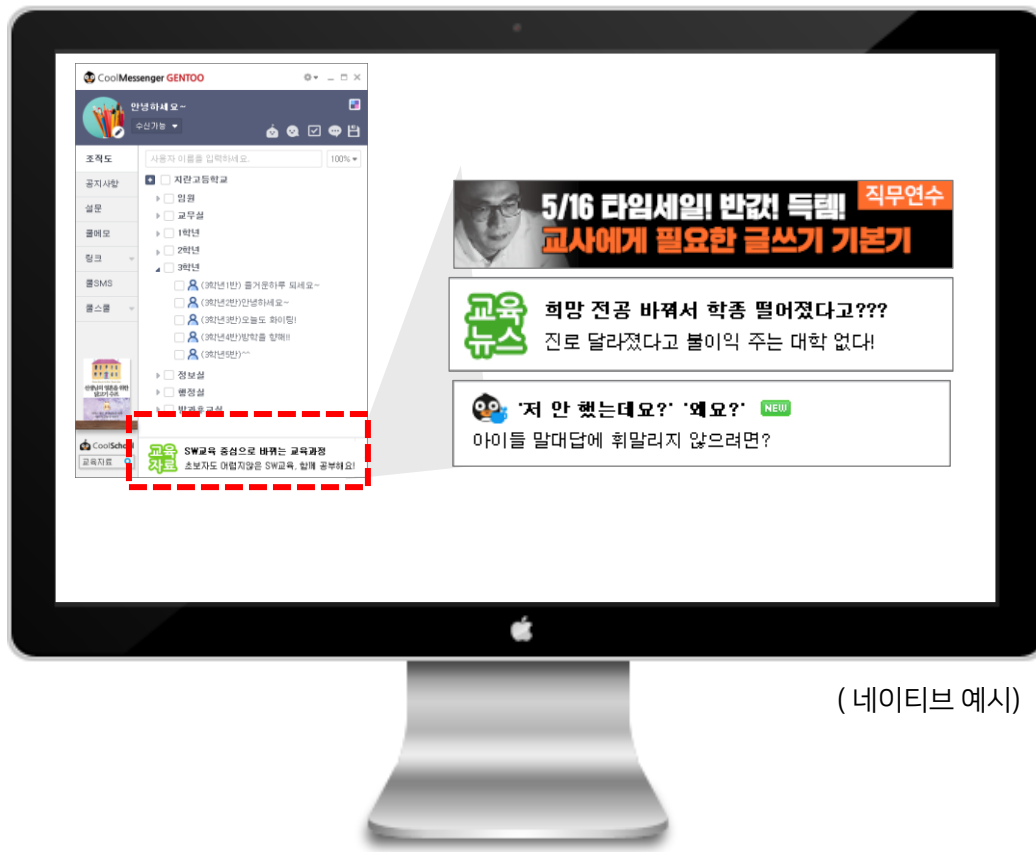 CoolMessenger GENTOO
안녕하세요~
수신가능
조직도
사용자 이름을 입력하세요.
100%
공지사항
설문
쿨메모
링크
쿨SMS
쿨스쿨
지란고등학교
임원
교무실
1학년
2학년
3학년
(3학년1반) 즐거운하루 되세요~
(3학년2반)안녕하세요~
(3학년3반)오늘도 화이팅!
(3학년4반)방학을 향해!!
(3학년5반)^^
정보실
행정실
방과후교실
CoolSchool
교육자료
교육
자료
SW교육 중심으로 바뀌는 교육과정
초보자도 어렵지않은 SW교육, 함께 공부해요!
5/16 타임세일! 반값! 득템!
직무연수
교사에게 필요한 글쓰기 기본기
교육
뉴스
희망 전공 바꿔서 학종 떨어졌다고???
진로 달라졌다고 불이익 주는 대학 없다!
'저 안 했는데요?' '왜요?' NEW
아이들 말대답에 휘말리지 않으려면?
( 네이티브 예시)